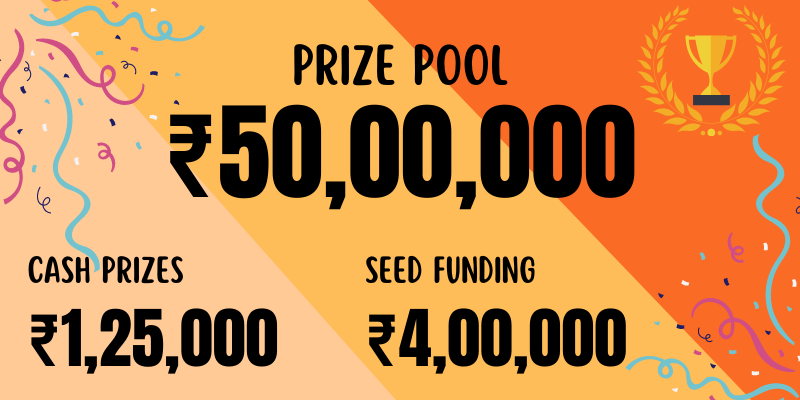 PRIZE POOL
₹50,00,000
CASH PRIZES
₹1,25,000
SEED FUNDING
₹4,00,000